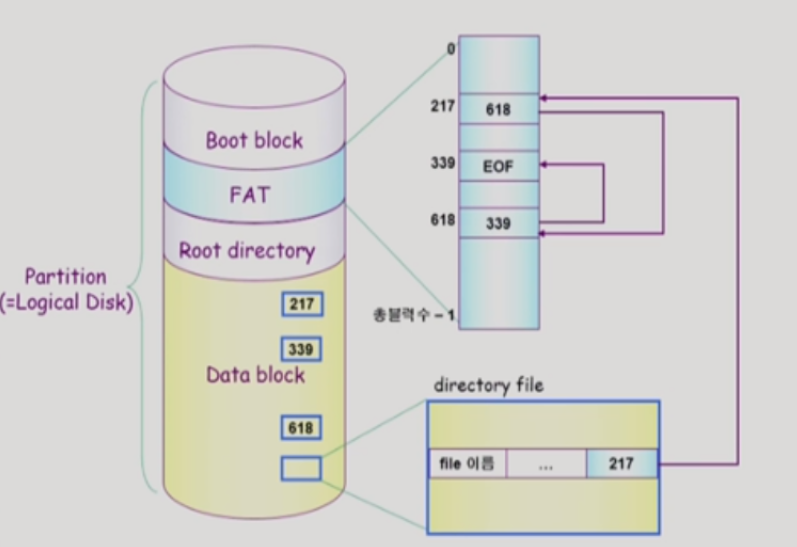 Boot block
FAT
Root directory
Partition
(=Logical Disk)
217
339
Data block
618
0
217
618
339
EOF
618
339
총블럭 수 – 1
directory file
file 이름
...
217